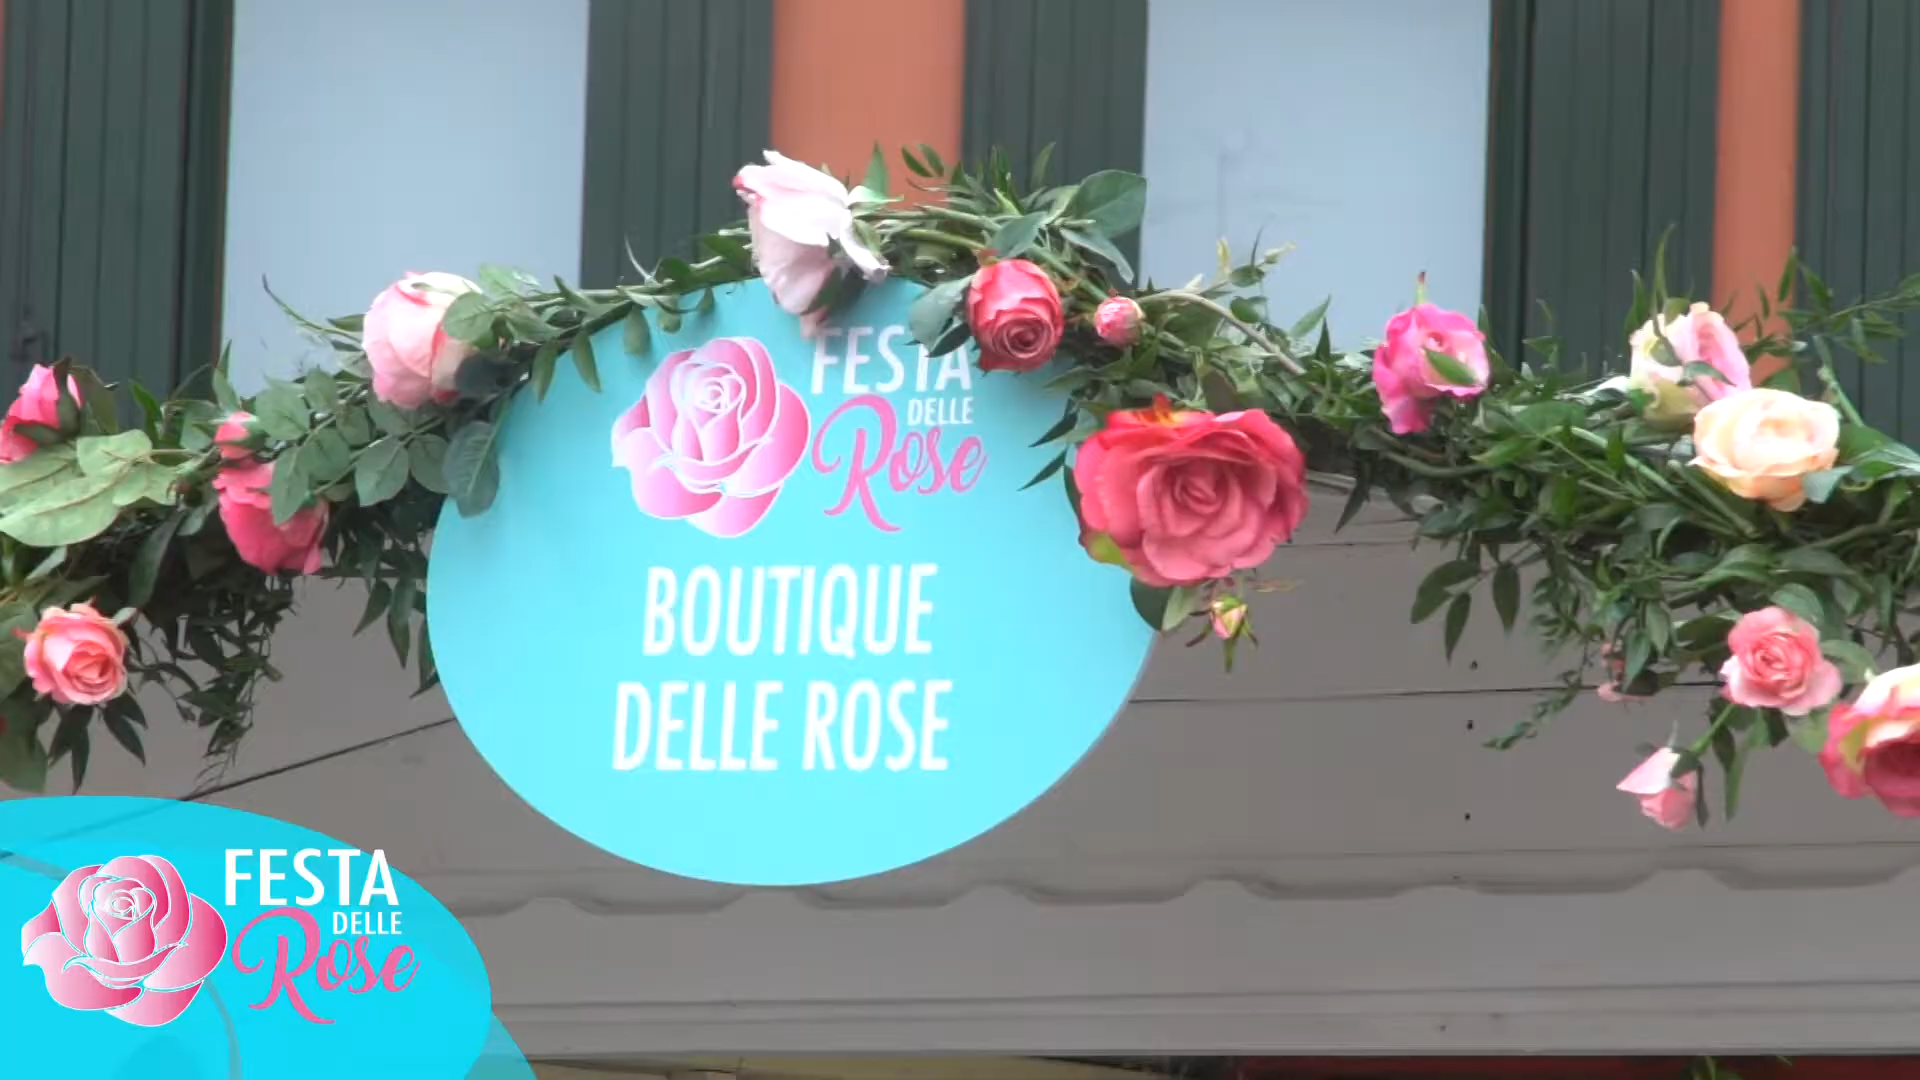 FESTA
DELLE
Rose
BOUTIQUE
DELLE ROSE
FESTA
DELLE
Rose